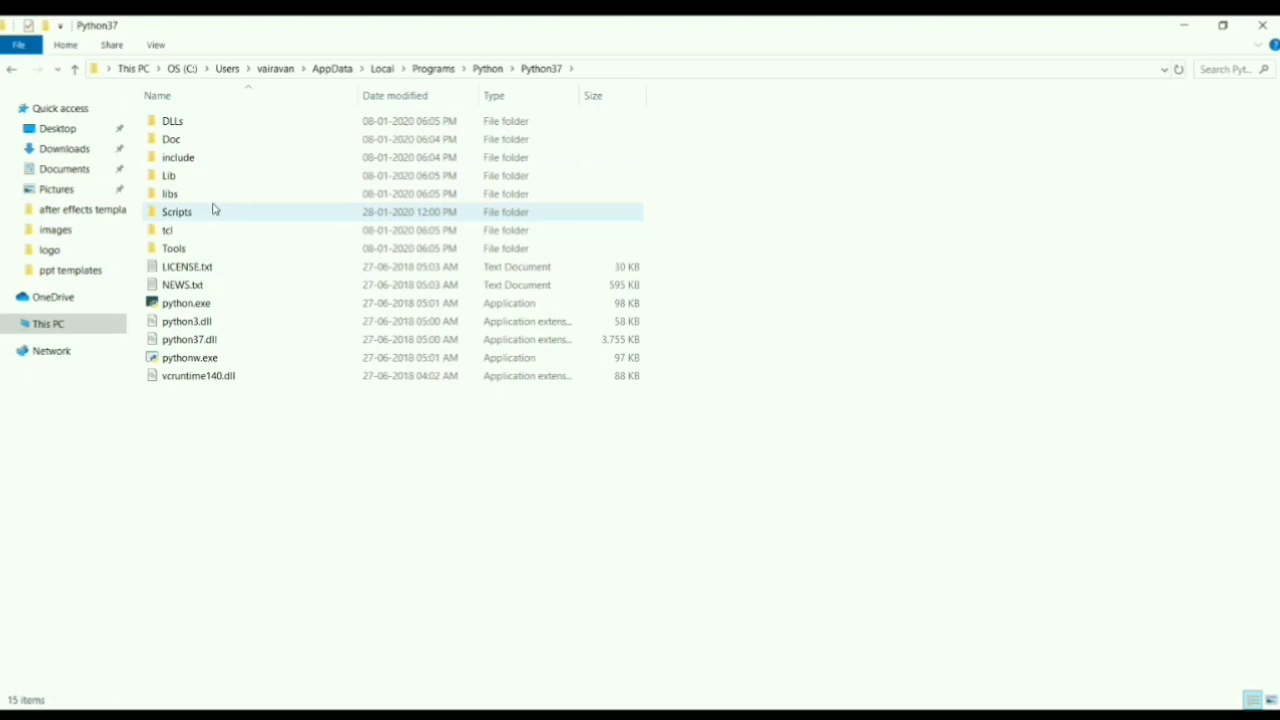 Python37
File Home Share View
This PC > OS (C:) > Users > vairavan > AppData > Local > Programs > Python > Python37 >
Search Pyt...
Name Date modified Type Size
Quick access
Desktop
Downloads
Documents
Pictures
after effects templa
images
logo
ppt templates
OneDrive
This PC
Network
DLLs 08-01-2020 06:05 PM File folder
Doc 08-01-2020 06:04 PM File folder
include 08-01-2020 06:04 PM File folder
Lib 08-01-2020 06:05 PM File folder
libs 08-01-2020 06:05 PM File folder
Scripts 28-01-2020 12:00 PM File folder
tcl 08-01-2020 06:05 PM File folder
Tools 08-01-2020 06:05 PM File folder
LICENSE.txt 27-06-2018 05:03 AM Text Document 30 KB
NEWS.txt 27-06-2018 05:03 AM Text Document 595 KB
python.exe 27-06-2018 05:01 AM Application 98 KB
python3.dll 27-06-2018 05:00 AM Application extens... 58 KB
python37.dll 27-06-2018 05:00 AM Application extens... 3,755 KB
pythonw.exe 27-06-2018 05:01 AM Application 97 KB
vcruntime140.dll 27-06-2018 04:02 AM Application extens... 88 KB
15 items